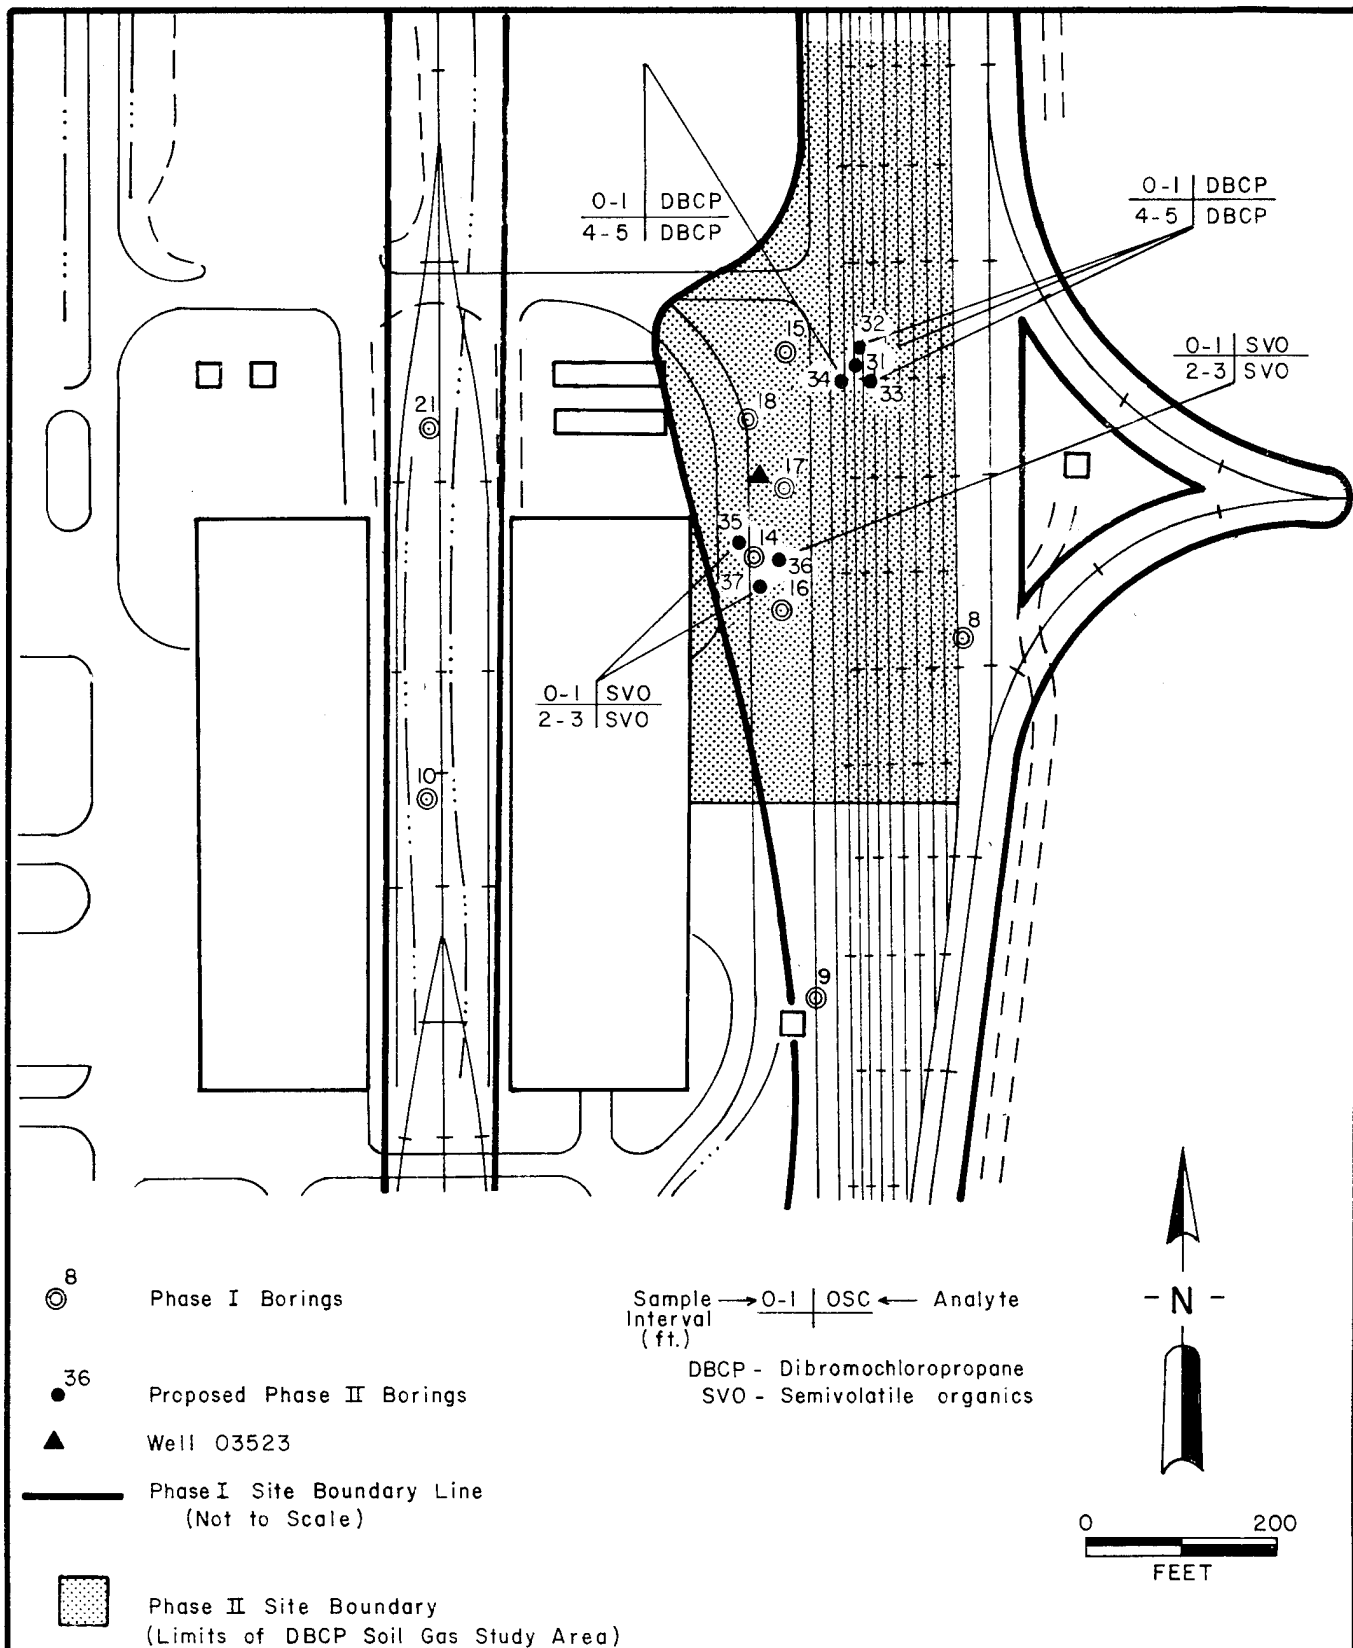 0-1 DBCP
4-5 DBCP
0-1 DBCP
4-5 DBCP
0-1 SVO
2-3 SVO
32
15
31
34
33
18
21
17
35
14
36
37
16
8
0-1 SVO
2-3 SVO
10
9
8
Phase I Borings
36
Proposed Phase II Borings
Well 03523
Phase I Site Boundary Line
(Not to Scale)
Phase II Site Boundary
(Limits of DBCP Soil Gas Study Area)
Sample Interval (ft.) 0-1 OSC Analyte
DBCP - Dibromochloropropane
SVO - Semivolatile organics
N
0 200
FEET